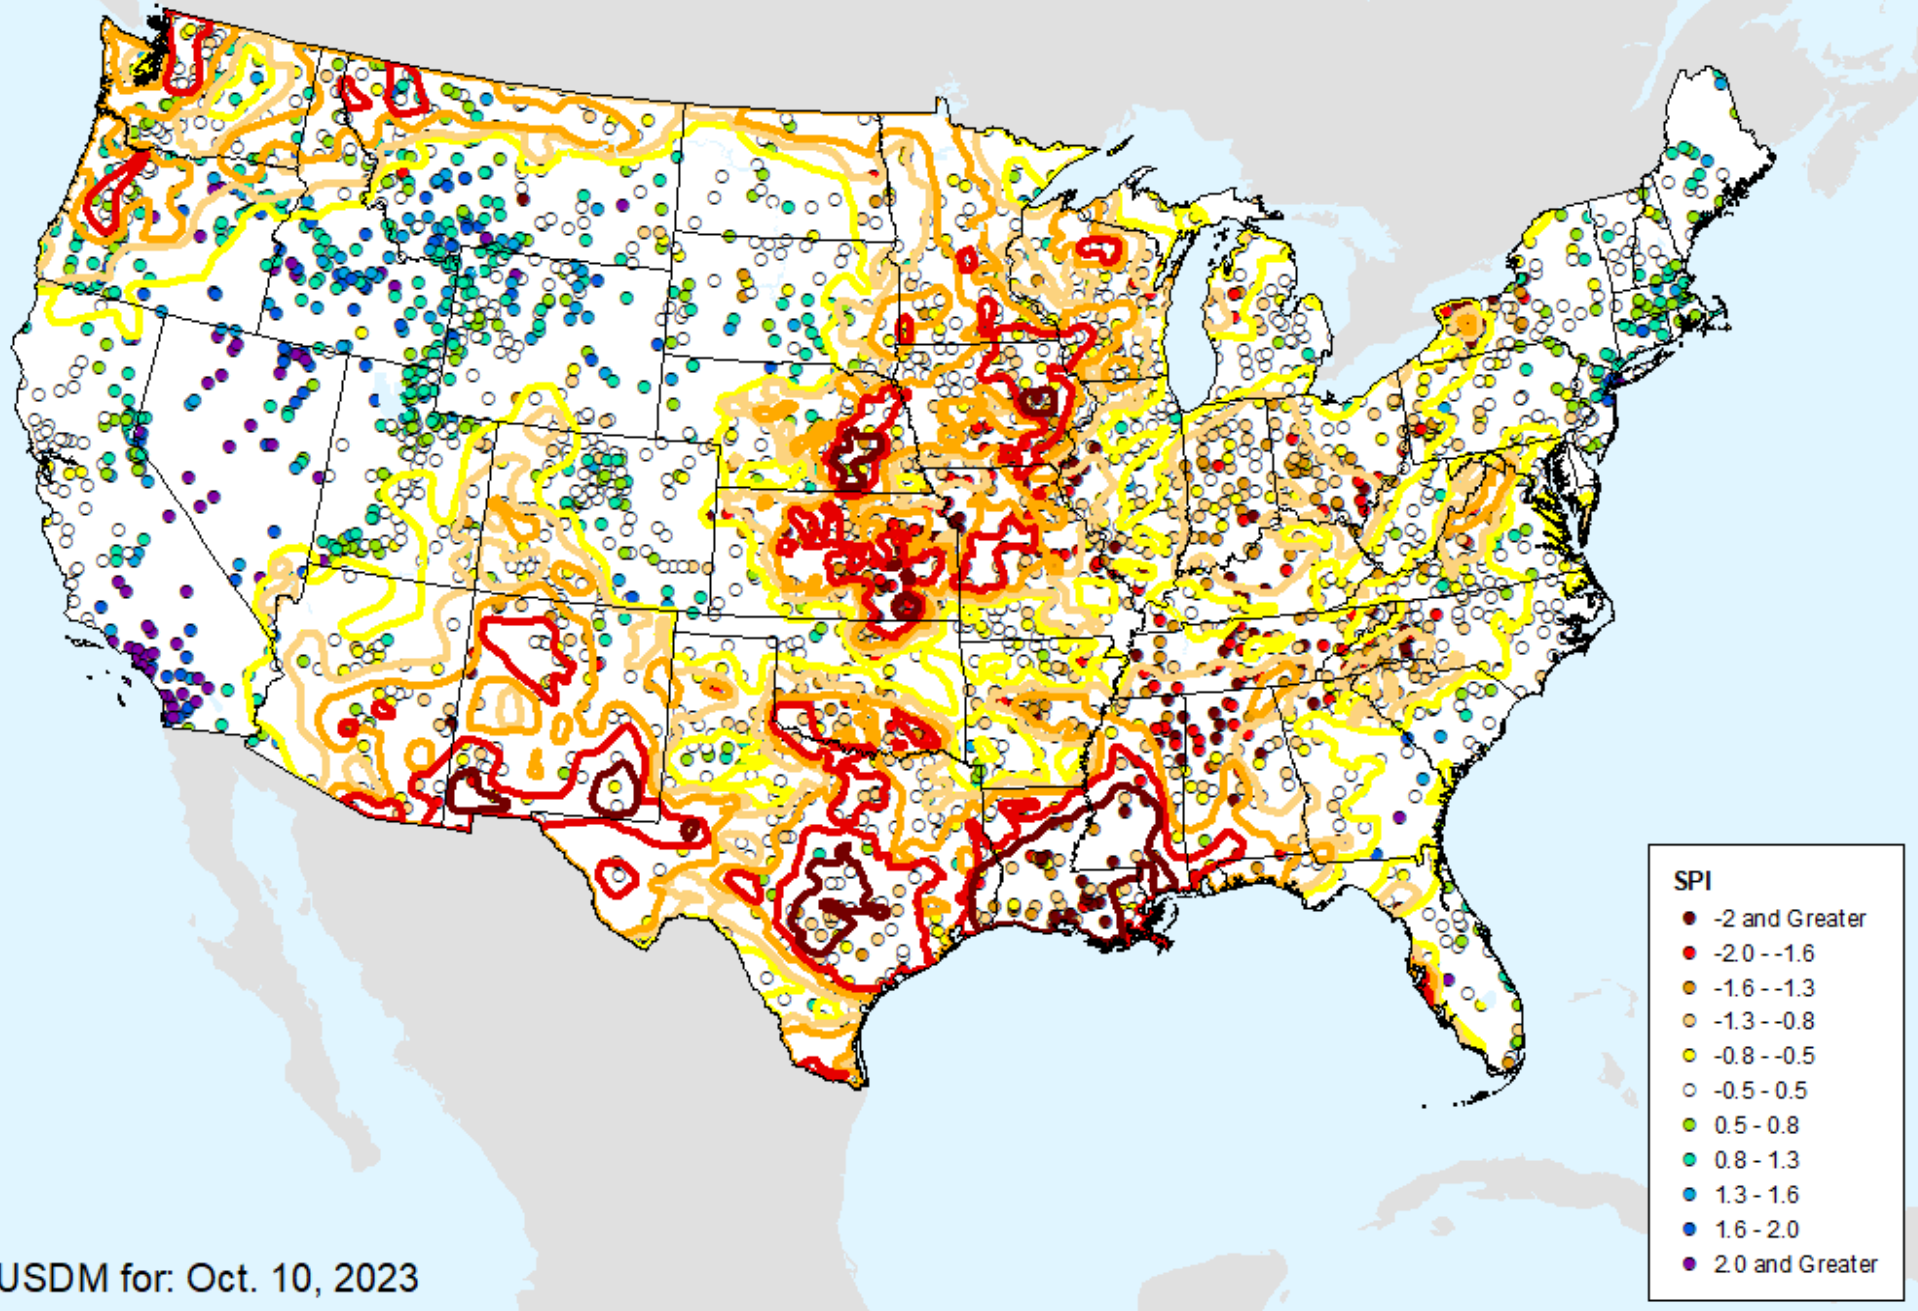 SPI
-2 and Greater
-2.0 - -1.6
-1.6 - -1.3
-1.3 - -0.8
-0.8 - -0.5
-0.5 - 0.5
0.5 - 0.8
0.8 - 1.3
1.3 - 1.6
1.6 - 2.0
2.0 and Greater
USDM for: Oct. 10, 2023